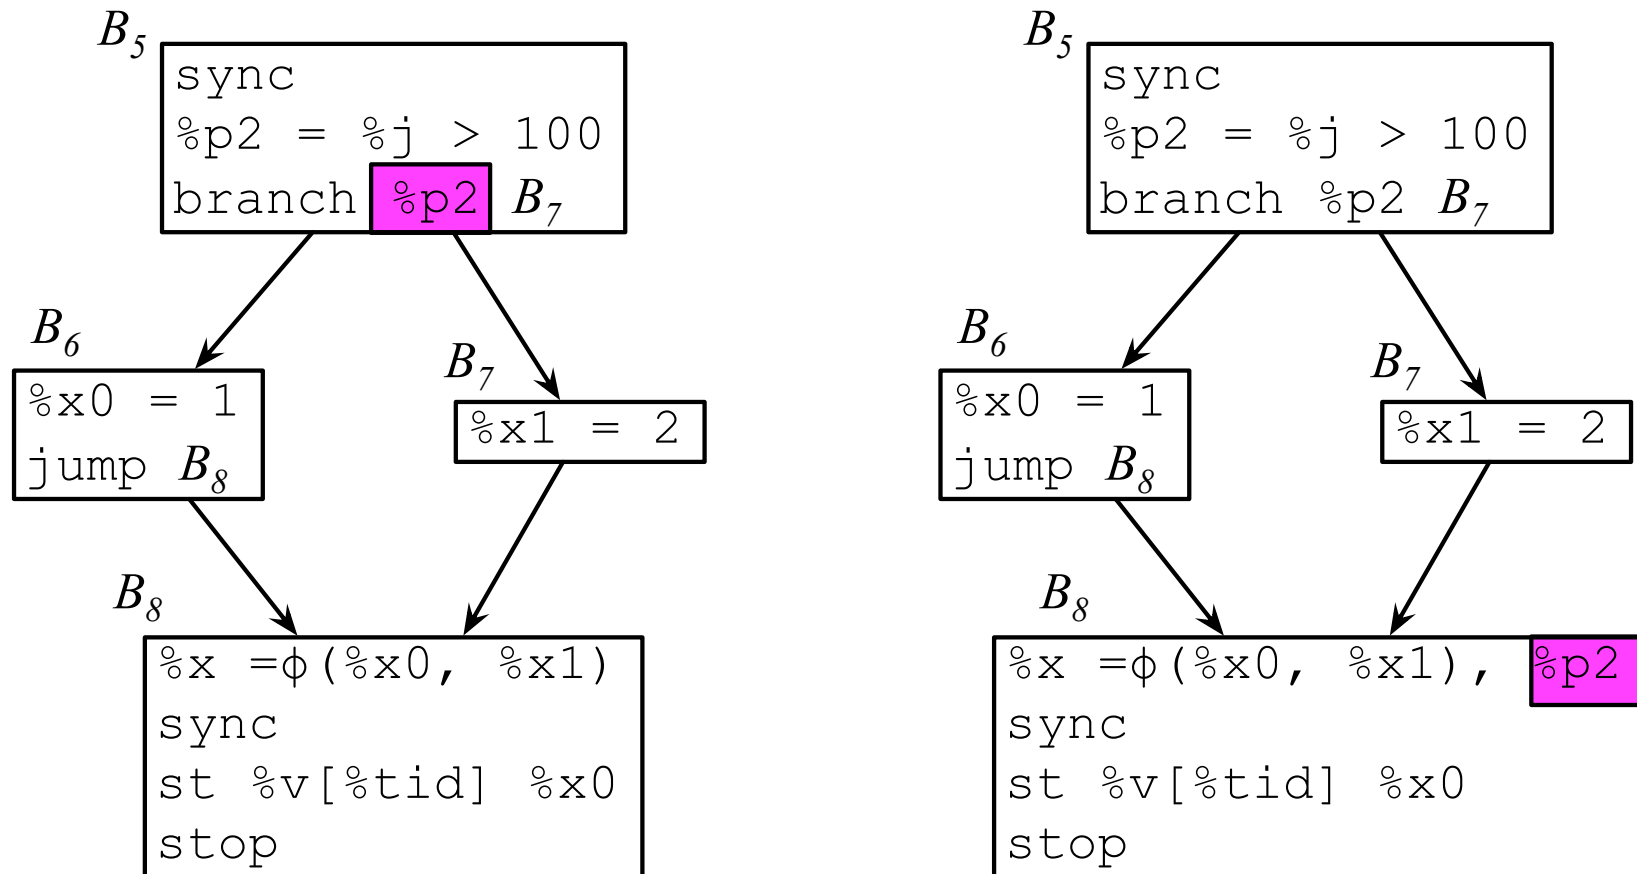 B5
sync
%p2 = %j > 100
branch %p2 B7
B6
%x0 = 1
jump B8
B7
%x1 = 2
B8
%x =ϕ(%x0, %x1)
sync
st %v[%tid] %x0
stop
B5
sync
%p2 = %j > 100
branch %p2 B7
B6
%x0 = 1
jump B8
B7
%x1 = 2
B8
%x =ϕ(%x0, %x1), %p2
sync
st %v[%tid] %x0
stop